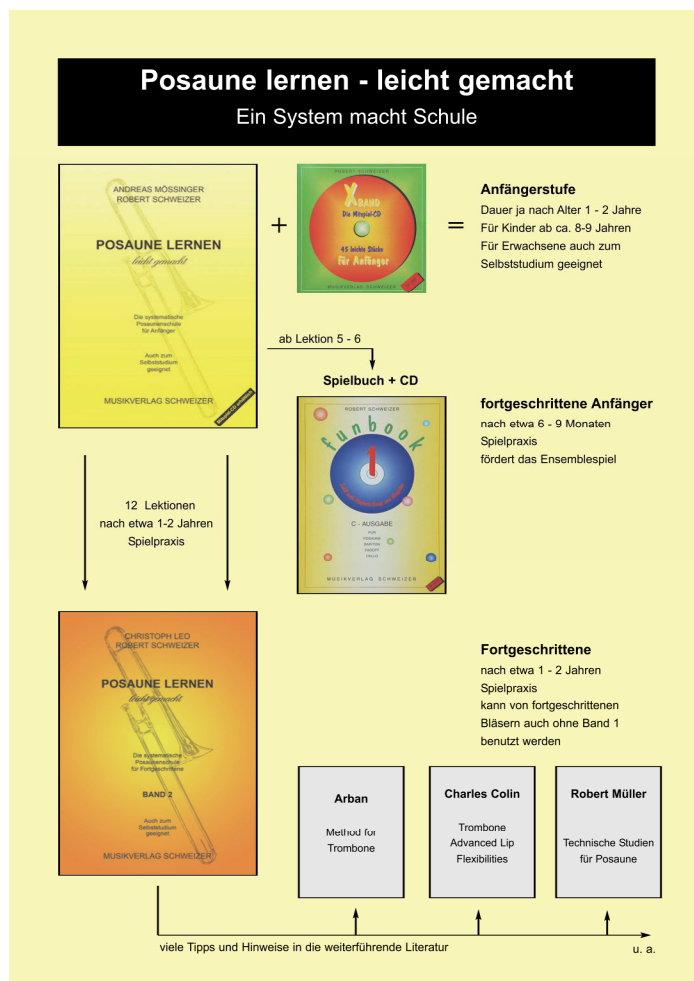 Posaune lernen - leicht gemacht
Ein System macht Schule
ANDREAS MÖSSINGER
ROBERT SCHWEIZER
POSAUNE LERNEN
leicht gemacht
Die systematische
Posaunenschule
für Anfänger
Auch zum
Selbststudium
geeignet
MUSIKVERLAG SCHWEIZER
+
ROBERT SCHWEIZER
XBAND
Die Mitspiel-CD
45 leichte Stücke
Für Anfänger
MUSIKVERLAG SCHWEIZER
=
Anfängerstufe
Dauer ja nach Alter 1 - 2 Jahre
Für Kinder ab ca. 8-9 Jahren
Für Erwachsene auch zum
Selbststudium geeignet
ab Lektion 5 - 6
Spielbuch + CD
ROBERT SCHWEIZER
funbook
1
C - AUSGABE
FÜR
POSAUNE
BARITON
FAGOTT
CELLO
MUSIKVERLAG SCHWEIZER
fortgeschrittene Anfänger
nach etwa 6 - 9 Monaten
Spielpraxis
fördert das Ensemblespiel
12 Lektionen
nach etwa 1-2 Jahren
Spielpraxis
CHRISTOPH LEO
ROBERT SCHWEIZER
POSAUNE LERNEN
leicht gemacht
Die systematische
Posaunenschule
für Fortgeschrittene
BAND 2
Auch zum
Selbststudium
geeignet
MUSIKVERLAG SCHWEIZER
Fortgeschrittene
nach etwa 1 - 2 Jahren
Spielpraxis
kann von fortgeschrittenen
Bläsern auch ohne Band 1
benutzt werden
Arban
Method for
Trombone
Charles Colin
Trombone
Advanced Lip
Flexibilities
Robert Müller
Technische Studien
für Posaune
viele Tipps und Hinweise in die weiterführende Literatur
u. a.